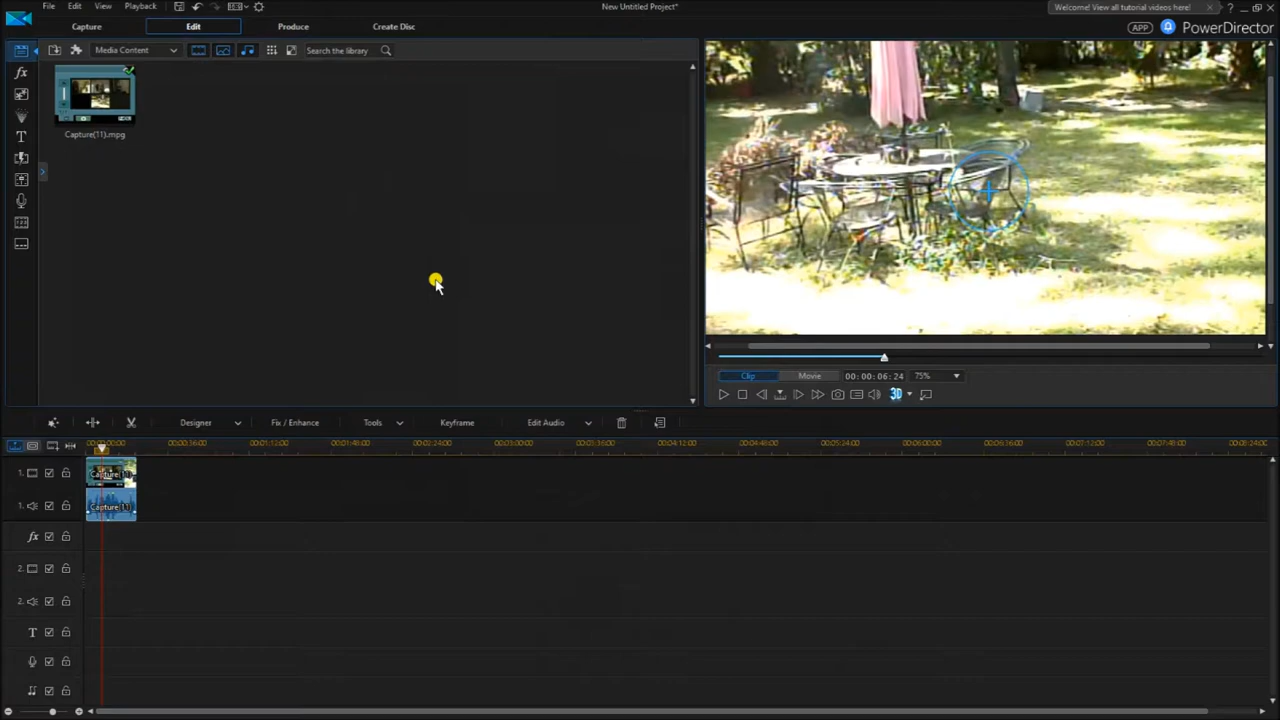 File Edit View Playback New Untitled Project* Welcome! View all tutorial videos here!
Capture Edit Produce Create Disc APP PowerDirector
Media Content Search the library
Capture(11).mpg
Clip Movie 00:00:06:24 75%
3D
Designer Fix / Enhance Tools Keyframe Edit Audio
00:00:00:00 00:00:36:00 00:01:12:00 00:01:48:00 00:02:24:00 00:03:00:00 00:03:36:00 00:04:12:00 00:04:48:00 00:05:24:00 00:06:00:00 00:06:36:00 00:07:12:00 00:07:48:00 00:08:24:00
1. Capture(11)
1. Capture(11)
fx
2.
2.
T